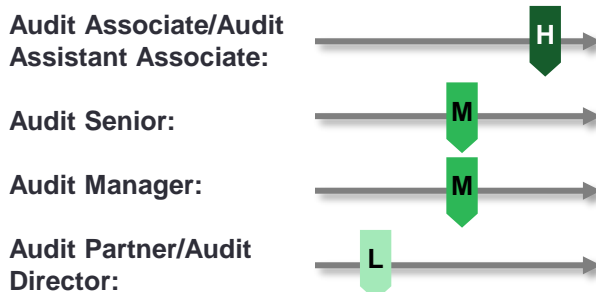 Audit Associate/Audit
Assistant Associate:
H
Audit Senior:
M
Audit Manager:
M
Audit Partner/Audit
Director:
L